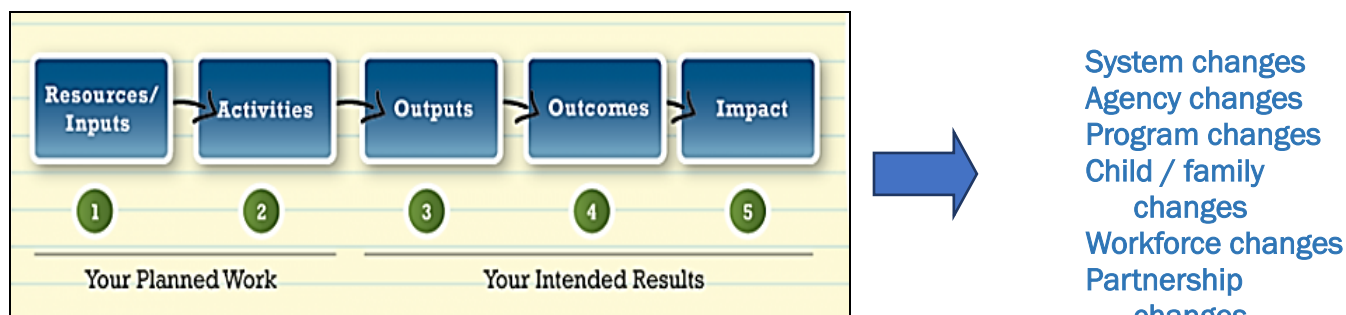 Resources/
Inputs
Activities
Outputs
Outcomes
Impact
1
2
3
4
5
Your Planned Work
Your Intended Results
System changes
Agency changes
Program changes
Child / family
changes
Workforce changes
Partnership
changes